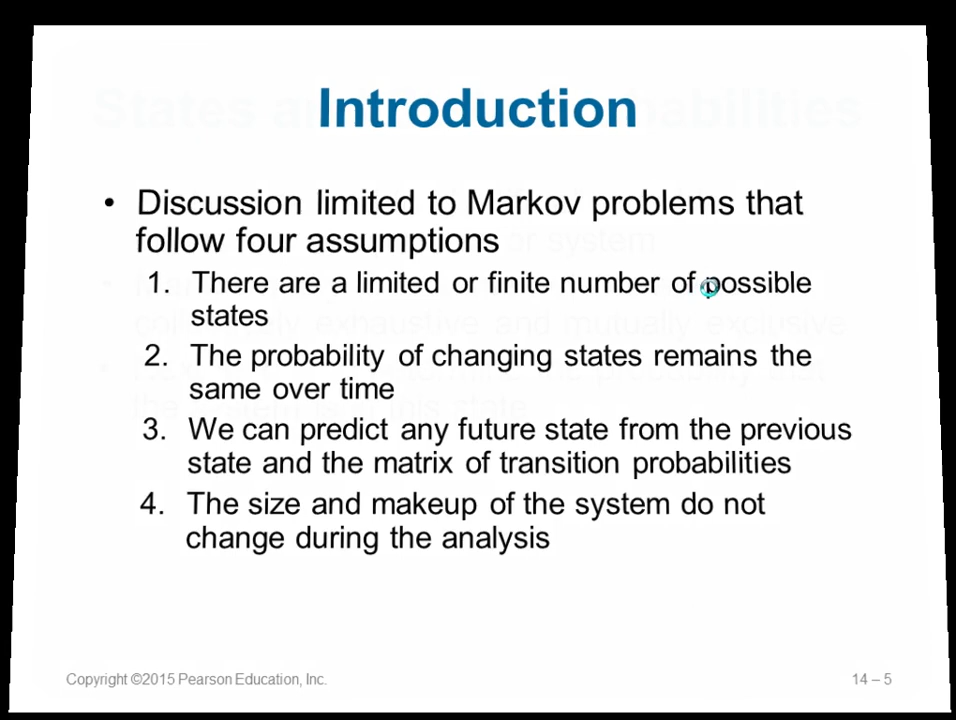 Introduction
• Discussion limited to Markov problems that
follow four assumptions
1. There are a limited or finite number of possible
states
2. The probability of changing states remains the
same over time
3. We can predict any future state from the previous
state and the matrix of transition probabilities
4. The size and makeup of the system do not
change during the analysis
Copyright ©2015 Pearson Education, Inc.
14 – 5